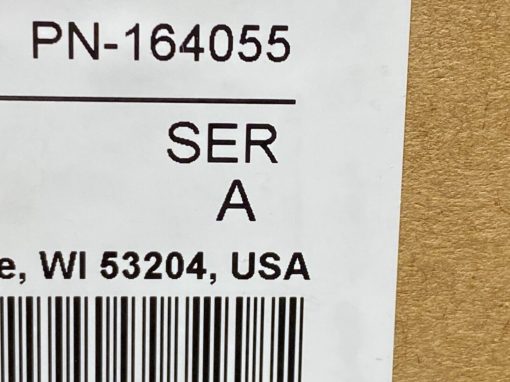 PN-164055
SER
A
e, WI 53204, USA